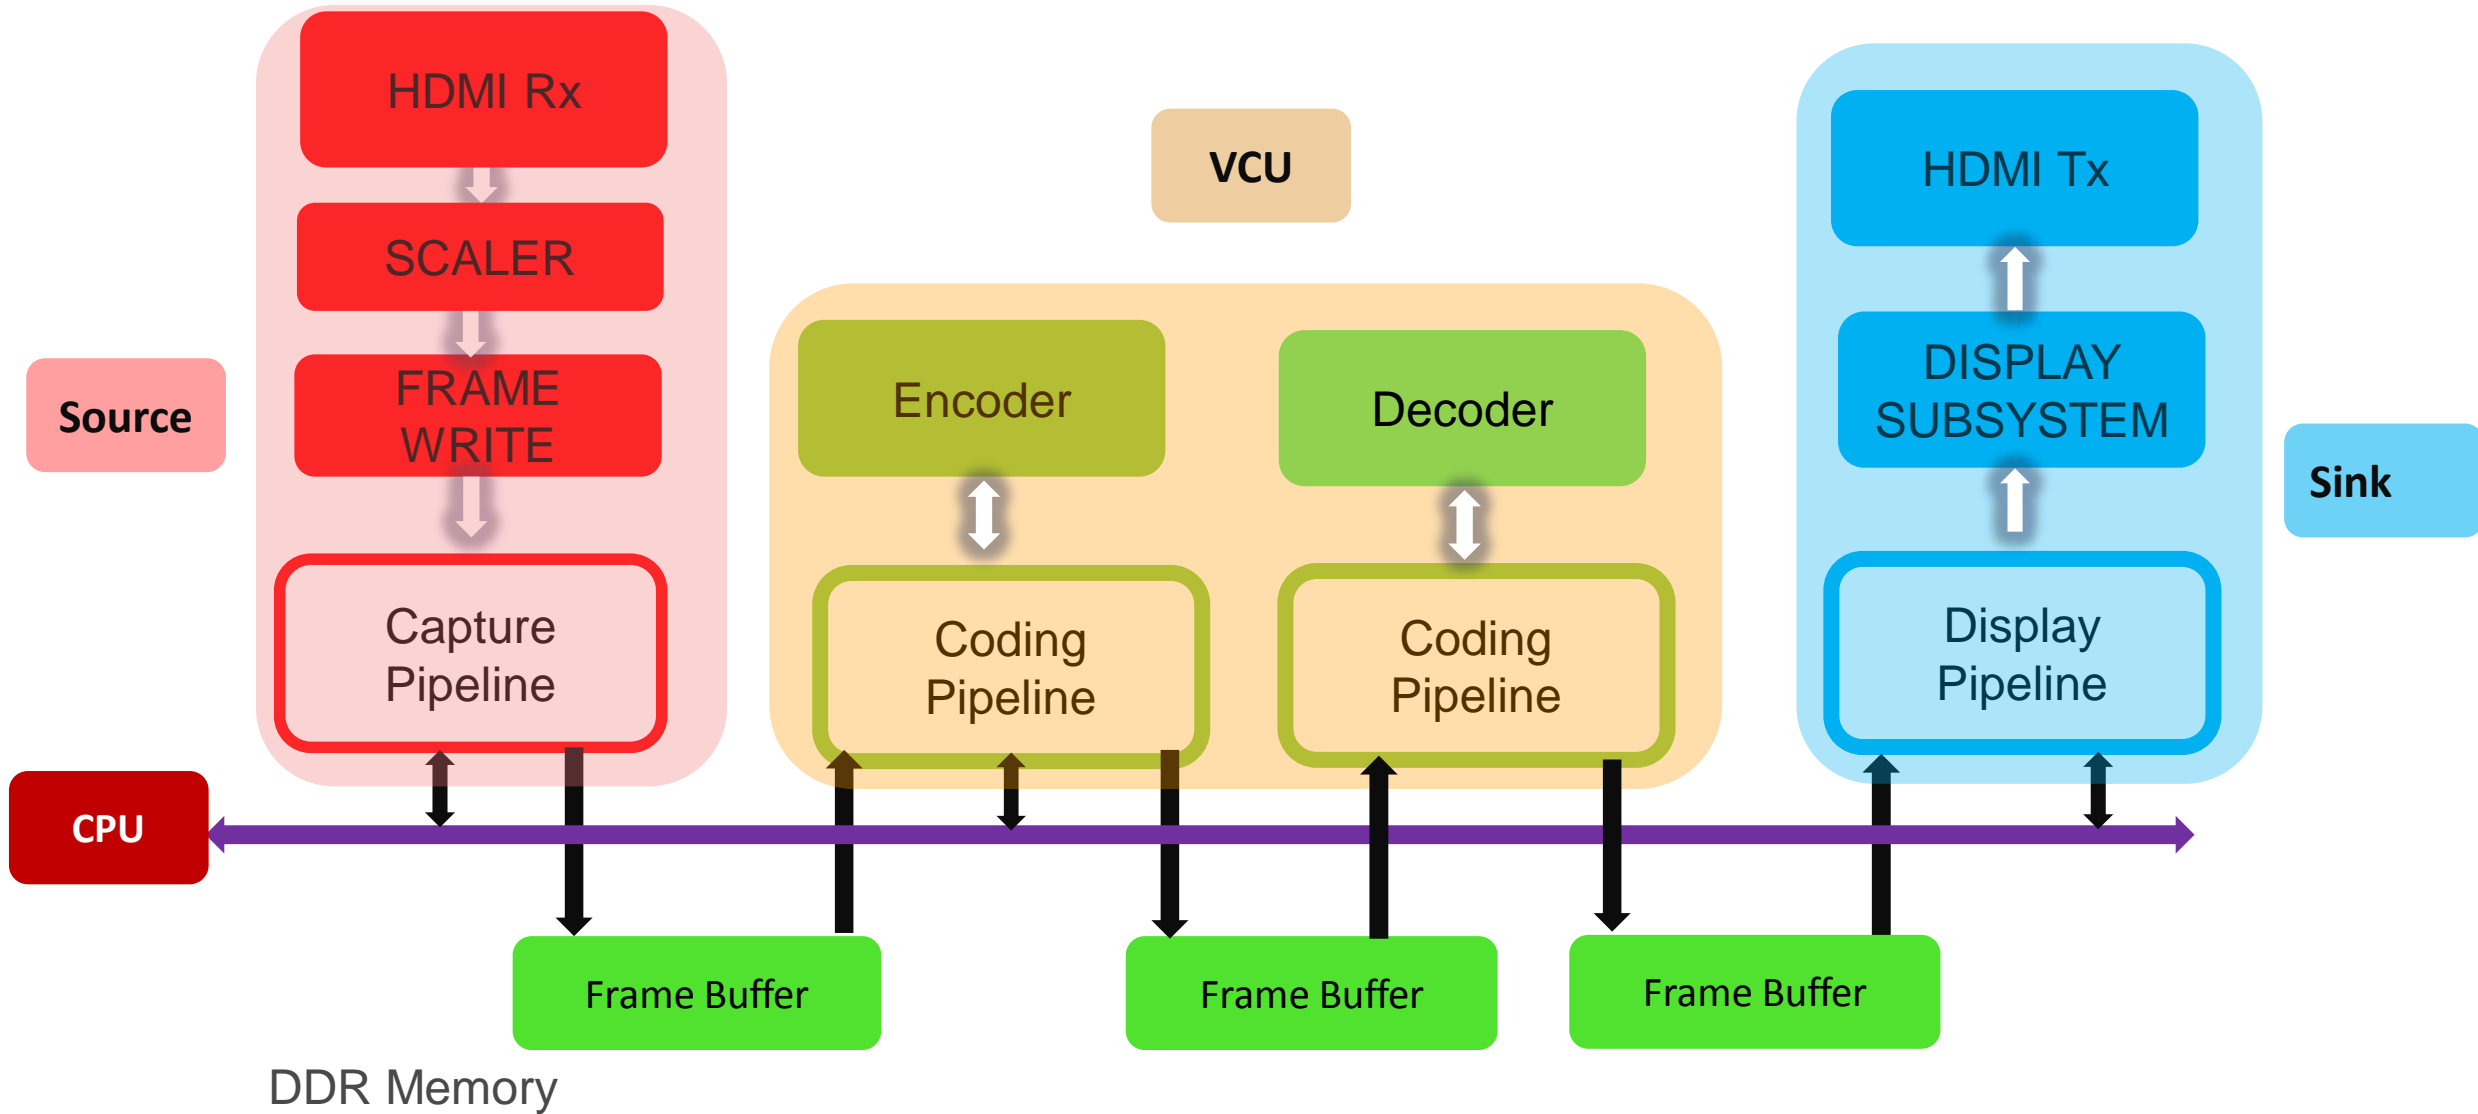 HDMI Rx
SCALER
FRAME
WRITE
Capture
Pipeline
Source
VCU
Encoder
Decoder
Coding
Pipeline
Coding
Pipeline
HDMI Tx
DISPLAY
SUBSYSTEM
Display
Pipeline
Sink
CPU
Frame Buffer
Frame Buffer
Frame Buffer
DDR Memory